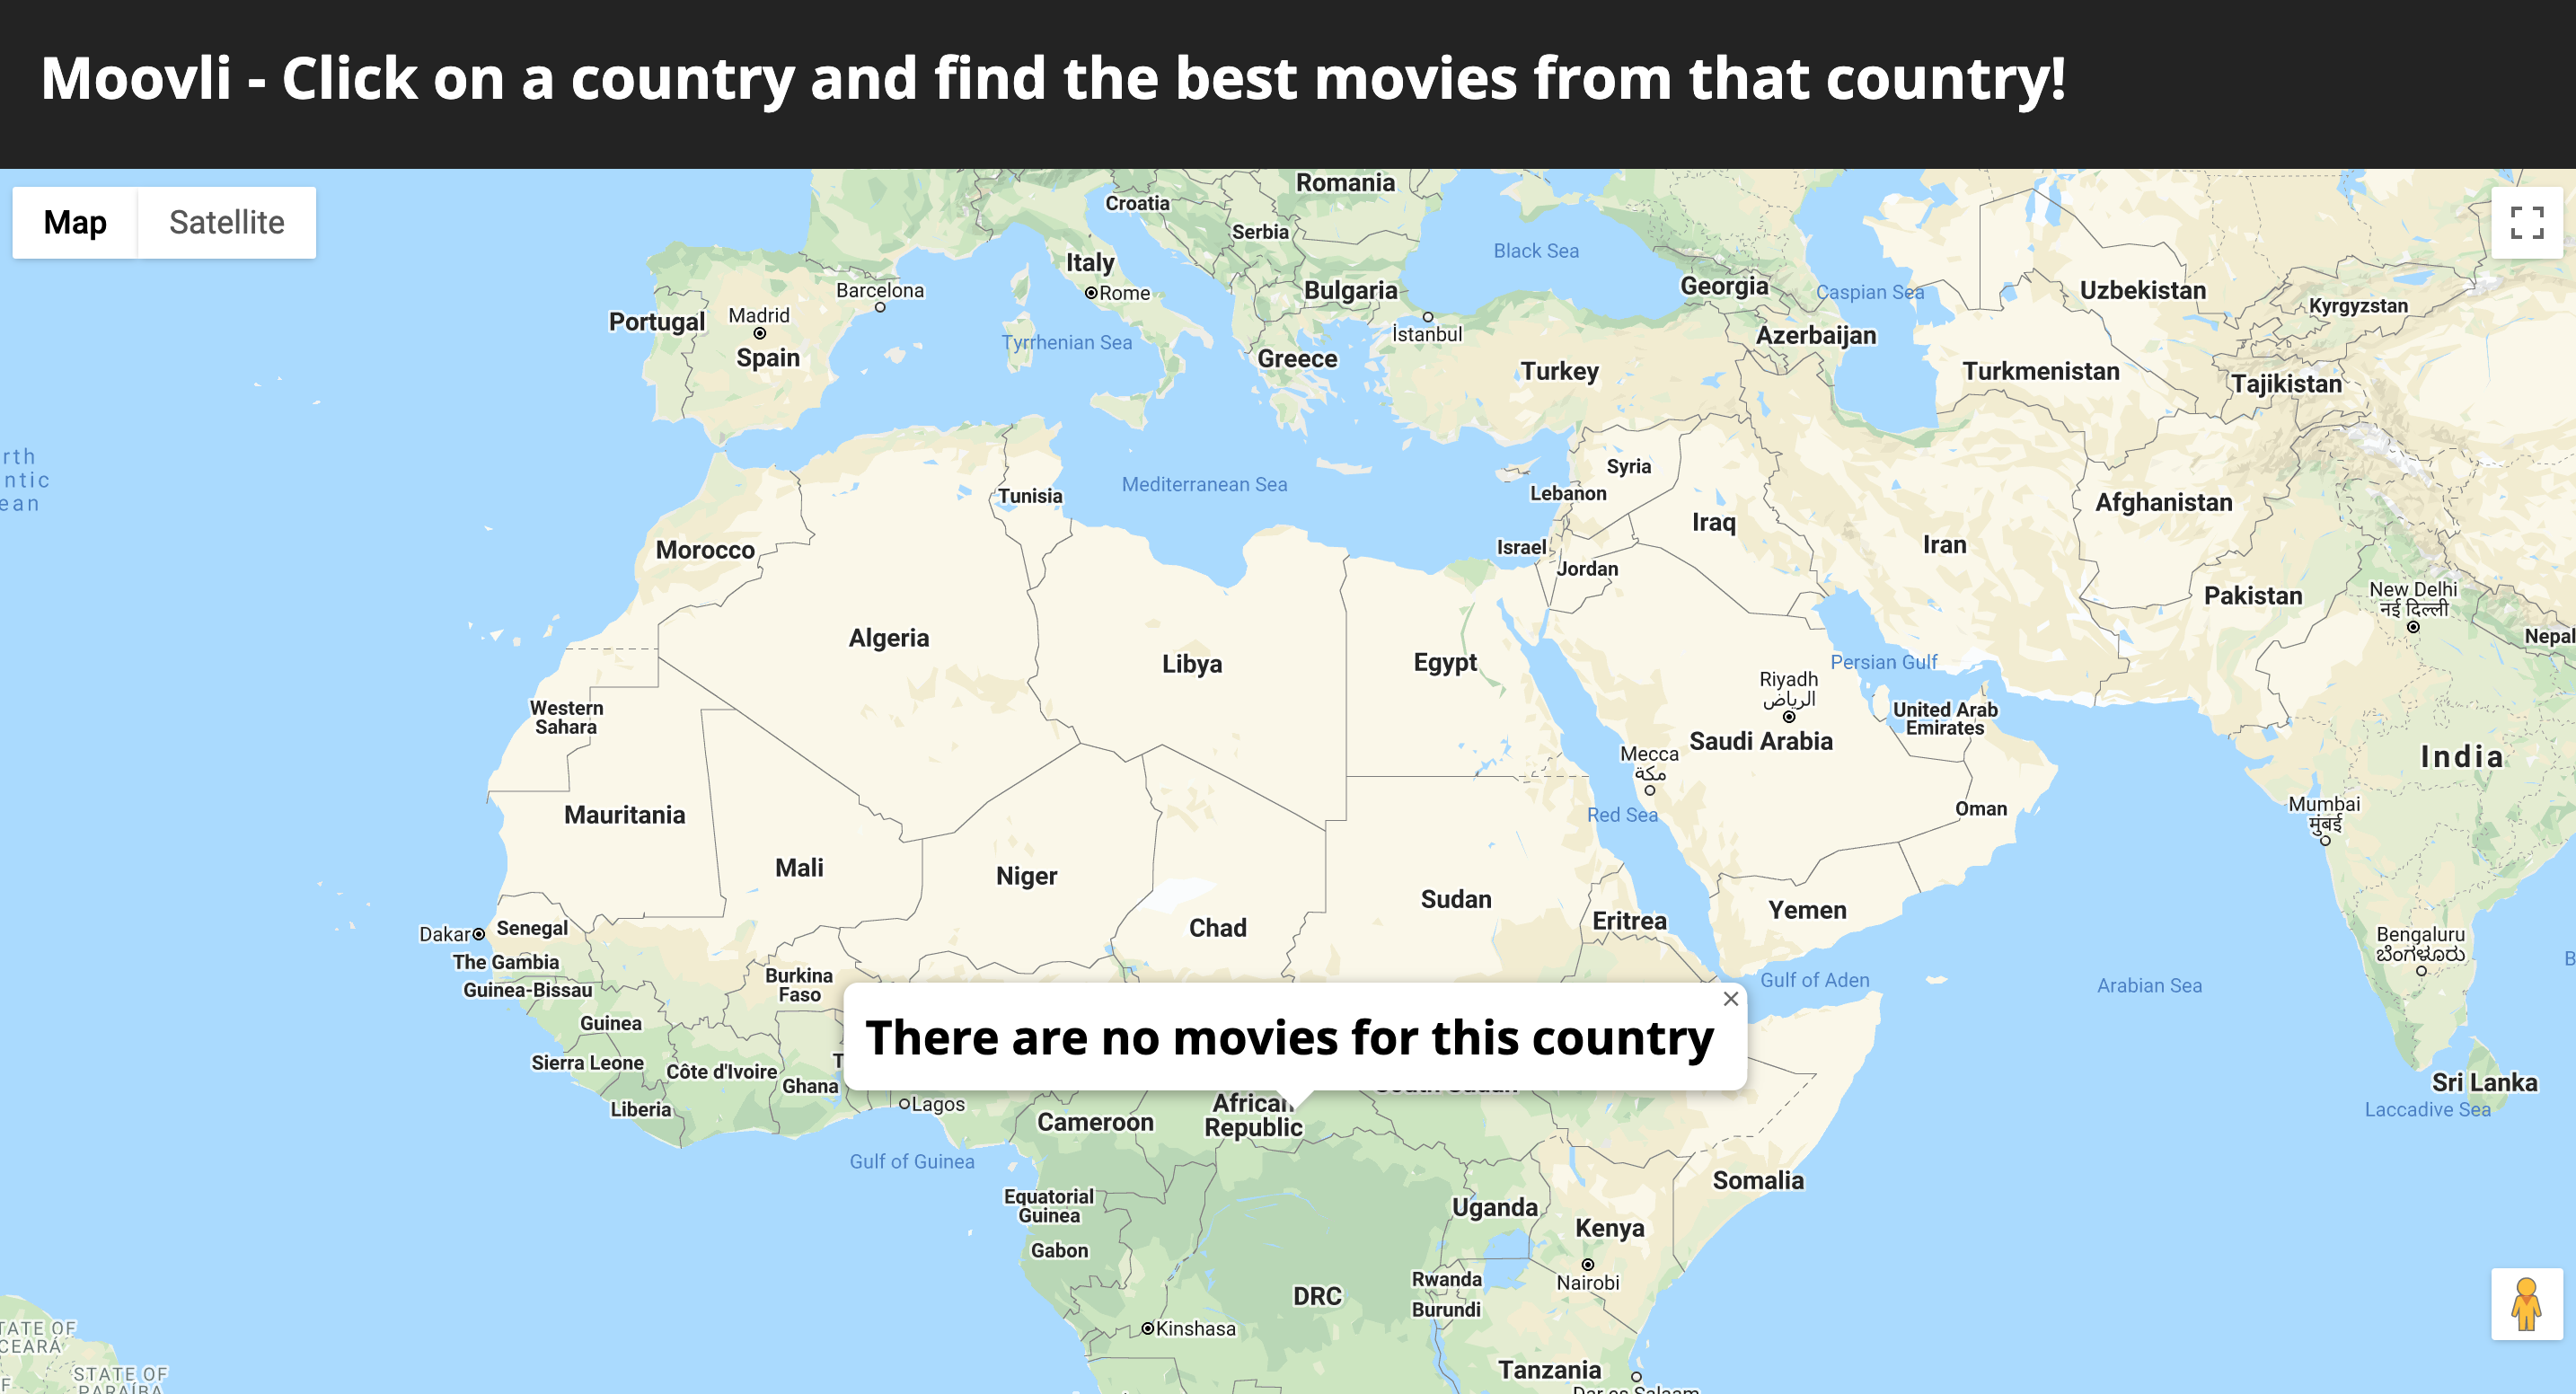 Moovli - Click on a country and find the best movies from that country!
Map
Satellite
Romania
Croatia
Serbia
Black Sea
Italy
Rome
Bulgaria
Georgia
Caspian Sea
Uzbekistan
Kyrgyzstan
Barcelona
Portugal
Madrid
Spain
Tyrrhenian Sea
Greece
İstanbul
Azerbaijan
Turkey
Turkmenistan
Tajikistan
Syria
Lebanon
Tunisia
Mediterranean Sea
Afghanistan
Iraq
Iran
Morocco
Israel
Jordan
Pakistan
New Delhi
नई दिल्ली
Nepal
Algeria
Libya
Egypt
Persian Gulf
Riyadh
الرياض
Western
Sahara
United Arab
Emirates
Saudi Arabia
Mecca
مكة
India
Mauritania
Red Sea
Oman
Mumbai
मुंबई
Mali
Niger
Sudan
Chad
Eritrea
Yemen
Dakar
Senegal
The Gambia
Guinea-Bissau
Burkina
Faso
Gulf of Aden
Arabian Sea
Bengaluru
ಬೆಂಗಳೂರು
Guinea
There are no movies for this country
Sierra Leone
Côte d'Ivoire
Ghana
Sri Lanka
Liberia
Lagos
Cameroon
African
Republic
Laccadive Sea
Gulf of Guinea
Somalia
Equatorial
Guinea
Uganda
Kenya
Gabon
Nairobi
Rwanda
Burundi
DRC
Kinshasa
TATE OF
CEARÁ
STATE OF
PARAÍBA
Tanzania